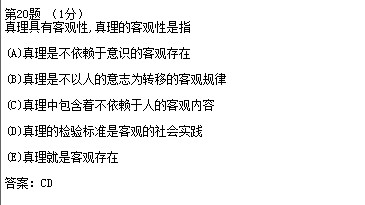 第20题 （1分）
真理具有客观性,真理的客观性是指
(A)真理是不依赖于意识的客观存在
(B)真理是不以人的意志为转移的客观规律
(C)真理中包含着不依赖于人的客观内容
(D)真理的检验标准是客观的社会实践
(E)真理就是客观存在
答案：CD